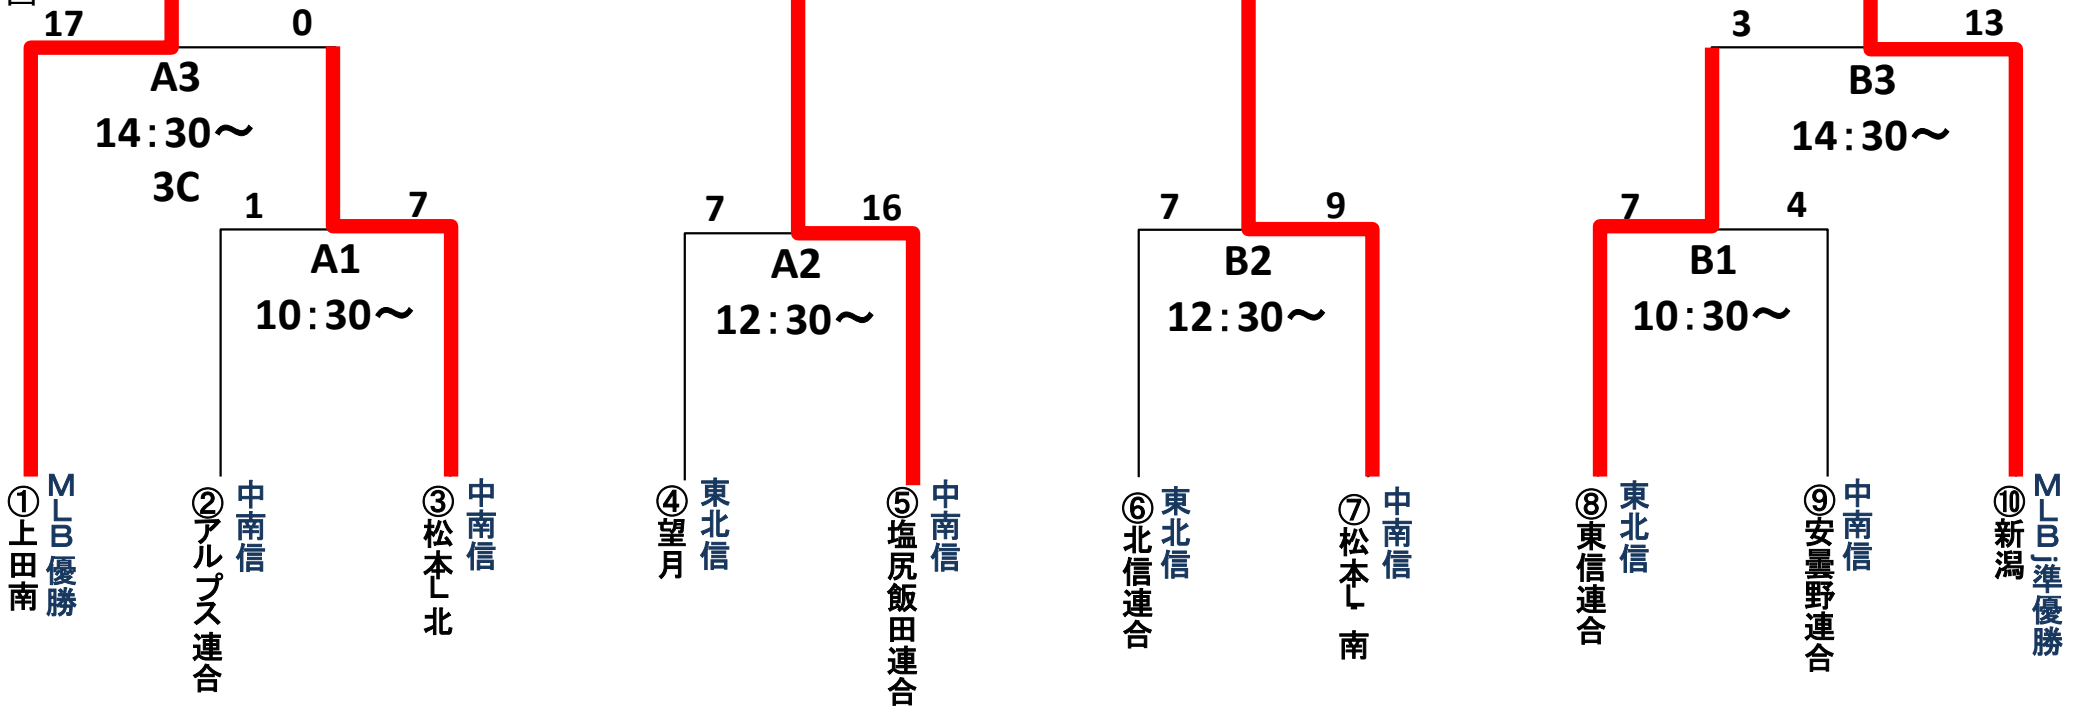 17
0
3
13
A3
14:30～
3C
B3
14:30～
1
7
7
16
7
9
7
4
A1
10:30～
A2
12:30～
B2
12:30～
B1
10:30～
①上田南
MLB優勝
②アルプス連合
中南信
③松本L北
中南信
④望月
東北信
⑤塩尻飯田連合
中南信
⑥北信連合
東北信
⑦松本L南
中南信
⑧東信連合
東北信
⑨安曇野連合
中南信
⑩新潟
MLBj準優勝